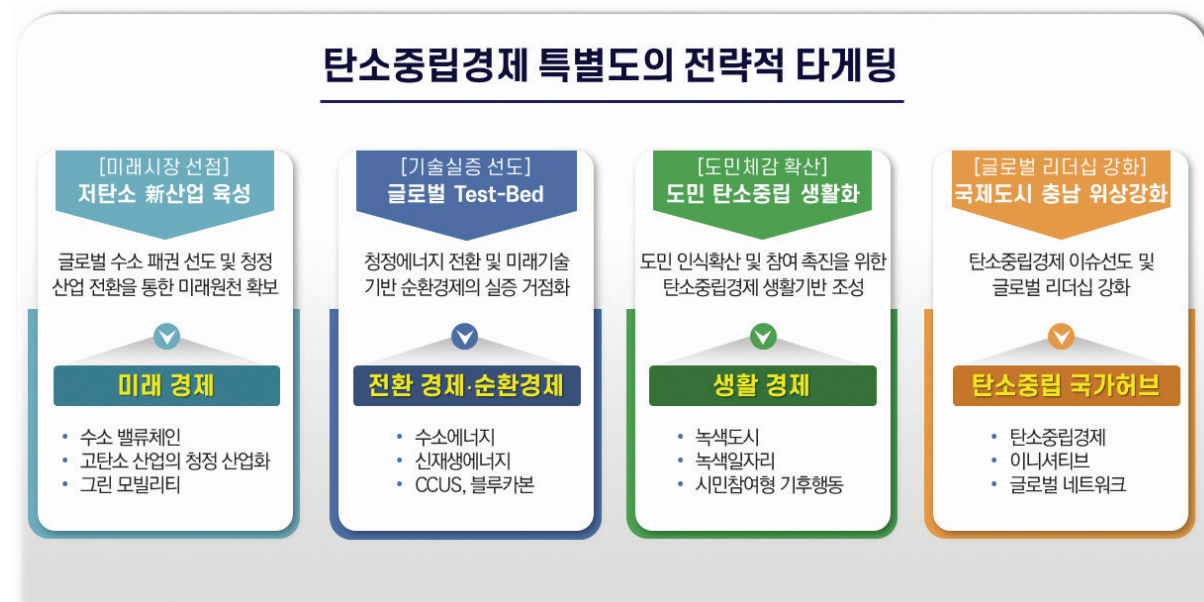 탄소중립경제 특별도의 전략적 타게팅
[미래시장 선점]
저탄소 新산업 육성
글로벌 수소 패권 선도 및 청정
산업 전환을 통한 미래원천 확보
미래 경제
• 수소 밸류체인
• 고탄소 산업의 청정 산업화
• 그린 모빌리티
[기술실증 선도]
글로벌 Test-Bed
청정에너지 전환 및 미래기술
기반 순환경제의 실증 거점화
전환 경제·순환경제
• 수소에너지
• 신재생에너지
• CCUS, 블루카본
[도민체감 확산]
도민 탄소중립 생활화
도민 인식확산 및 참여 촉진을 위한
탄소중립경제 생활기반 조성
생활 경제
• 녹색도시
• 녹색일자리
• 시민참여형 기후행동
[글로벌 리더십 강화]
국제도시 충남 위상강화
탄소중립경제 이슈선도 및
글로벌 리더십 강화
탄소중립 국가허브
• 탄소중립경제
• 이니셔티브
• 글로벌 네트워크